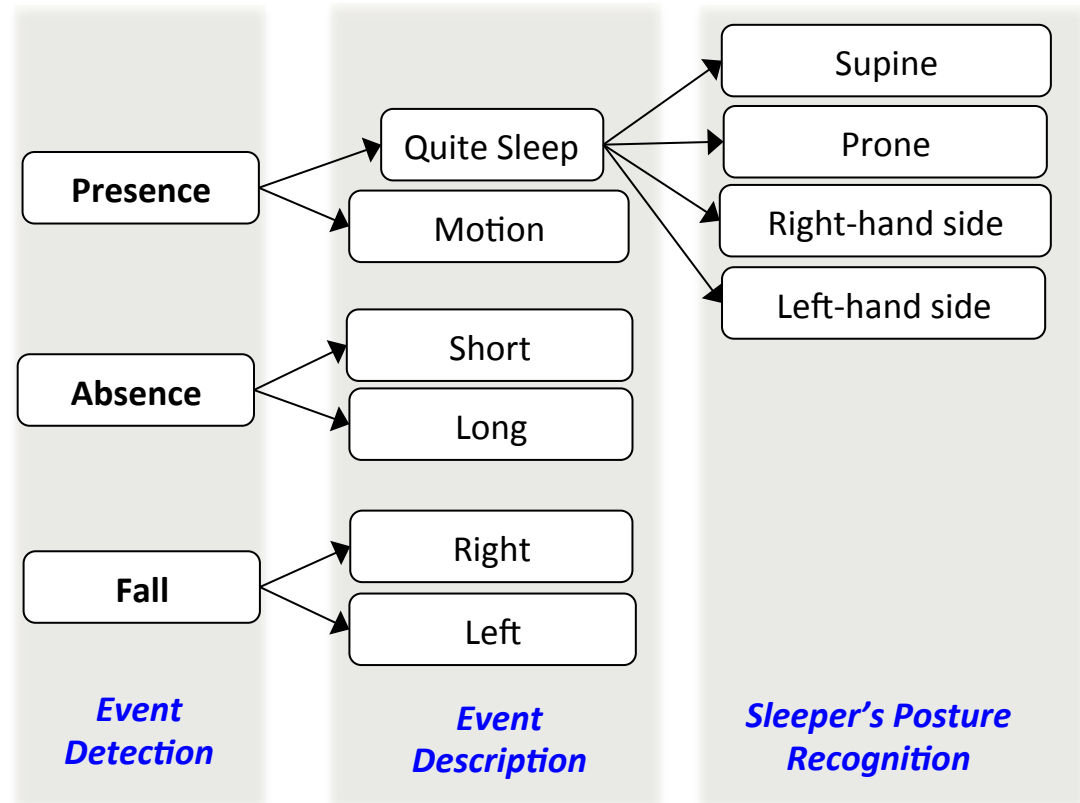 Presence
Absence
Fall
Event
Detection
Quite Sleep
Motion
Short
Long
Right
Left
Event
Description
Supine
Prone
Right-hand side
Left-hand side
Sleeper’s Posture
Recognition